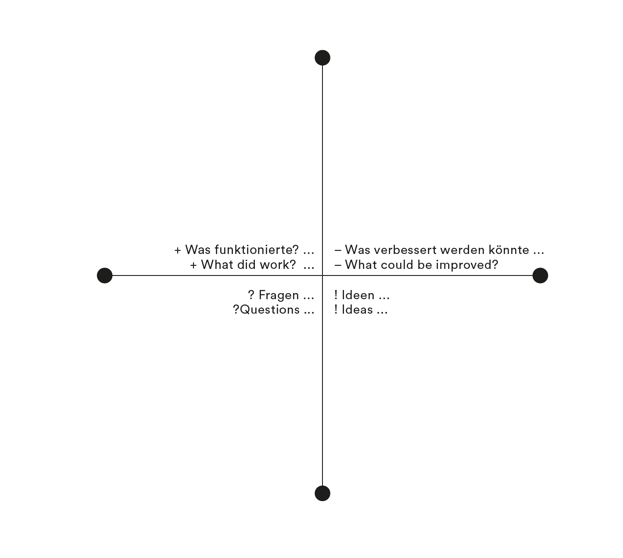 + Was funktionierte? ...
+ What did work?  ...
– Was verbessert werden könnte ...
– What could be improved?
? Fragen ...
?Questions ...
! Ideen ...
! Ideas ...